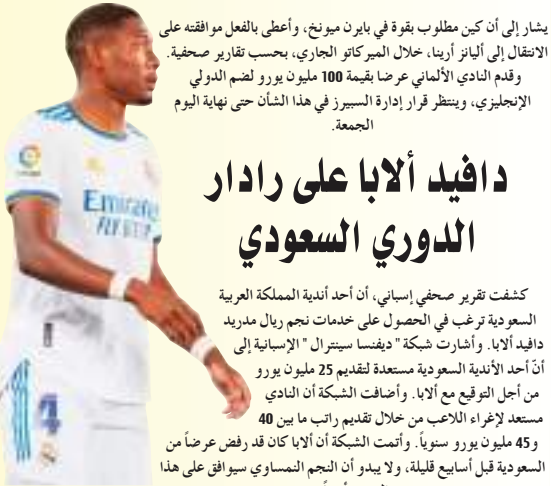 يشار إلى أن كين مطلوب بقوة في بايرن ميونخ، وأعطى بالفعل موافقته على
الانتقال إلى أليانز أرينا، خلال الميركاتو الجاري، بحسب تقارير صحفية.
وقدم النادي الألماني عرضا بقيمة 100 مليون يورو لضم الدولي
الإنجليزي، وينتظر قرار إدارة السبيرز في هذا الشأن حتى نهاية اليوم
الجمعة.
دافيد ألابا على رادار
الدوري السعودي
كشفت تقرير صحفي إسباني، أن أحد أندية المملكة العربية
السعودية ترغب في الحصول على خدمات نجم ريال مدريد
دافيد ألابا. وأشارت شبكة " ديفنسا سينترال " الإسبانية إلى
أنّ أحد الأندية السعودية مستعدة لتقديم 25 مليون يورو
من أجل التوقيع مع ألابا. وأضافت الشبكة أن النادي
مستعد لإغراء اللاعب من خلال تقديم راتب ما بين 40
و45 مليون يورو سنوياً. وأتمت الشبكة أن ألابا كان قد رفض عرضاً من
السعودية قبل أسابيع قليلة، ولا يبدو أن النجم النمساوي سيوافق على هذا
Emirates
FLY
4